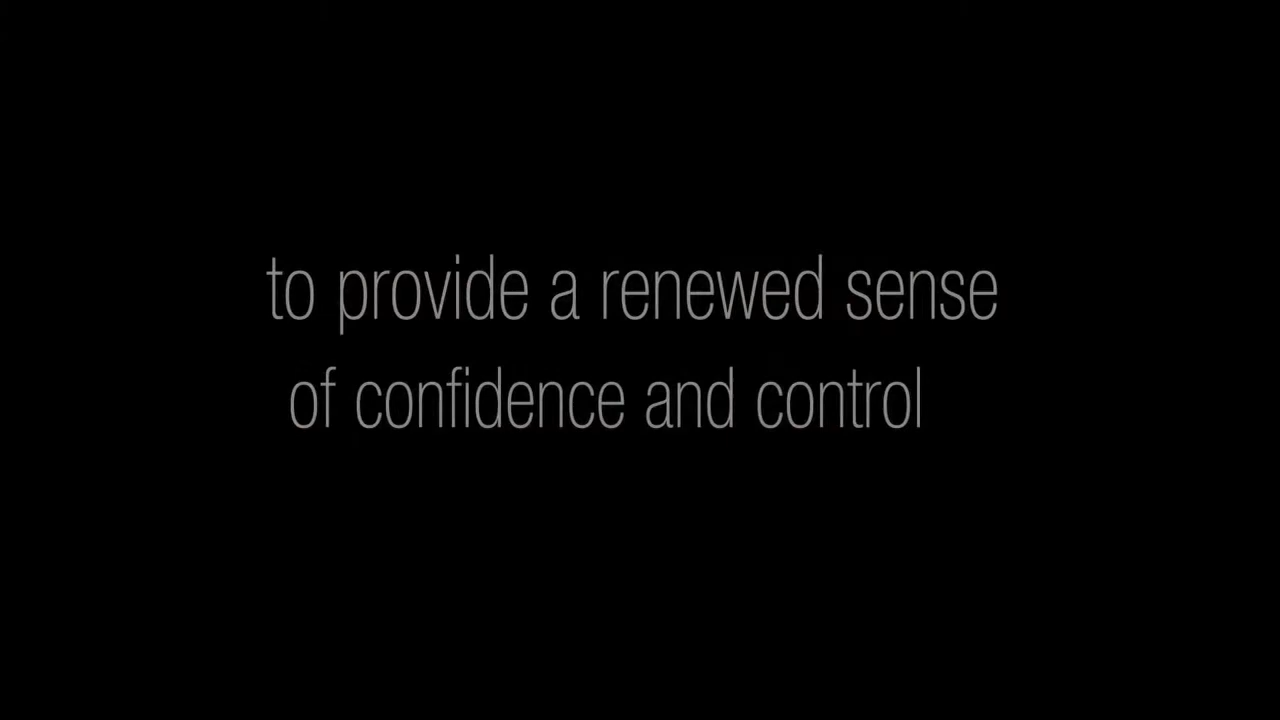 to provide a renewed sense
of confidence and control